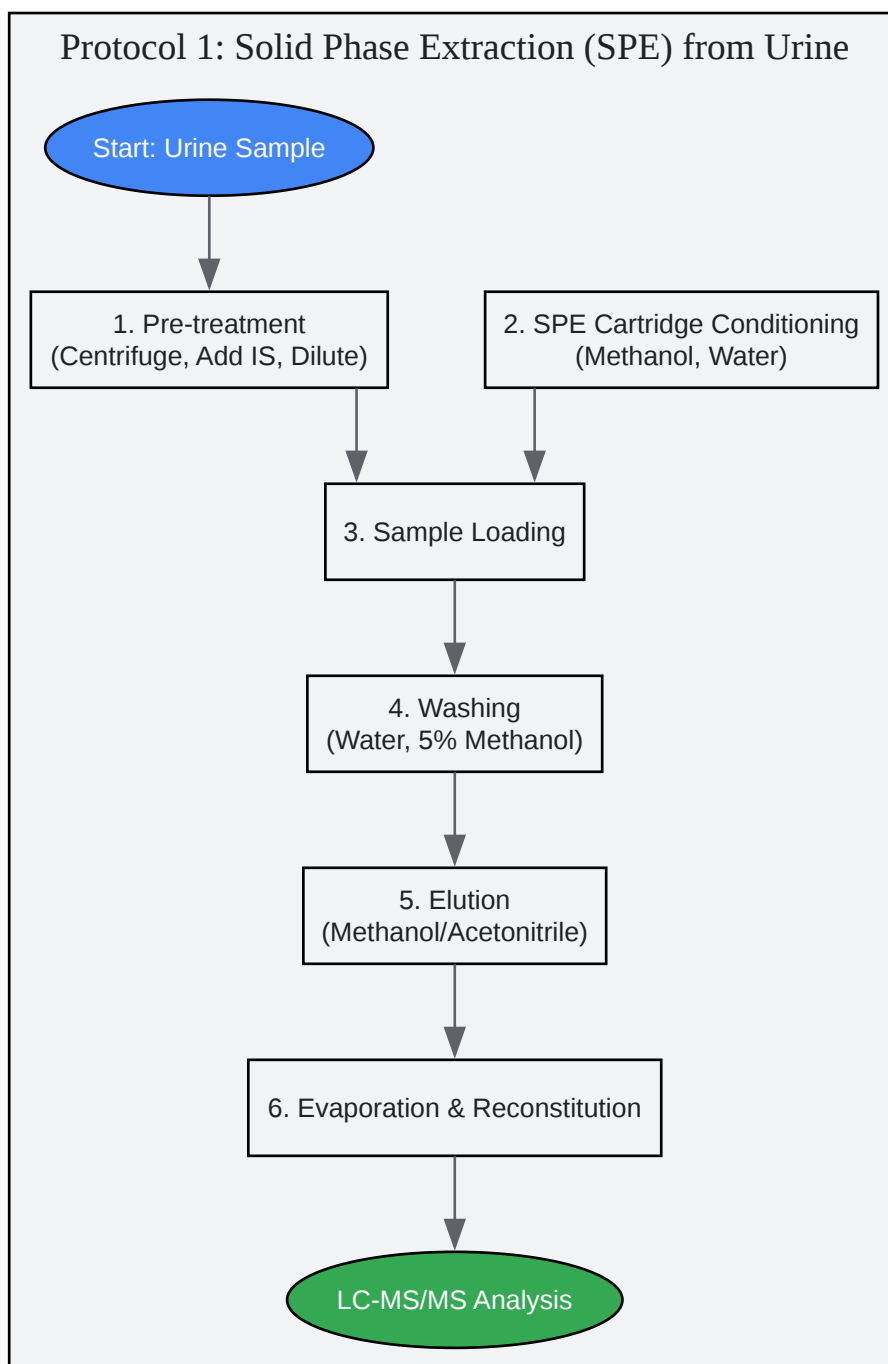 Protocol 1: Solid Phase Extraction (SPE) from Urine
Start: Urine Sample
1. Pre-treatment
(Centrifuge, Add IS, Dilute)
2. SPE Cartridge Conditioning
(Methanol, Water)
3. Sample Loading
4. Washing
(Water, 5% Methanol)
5. Elution
(Methanol/Acetonitrile)
6. Evaporation & Reconstitution
LC-MS/MS Analysis